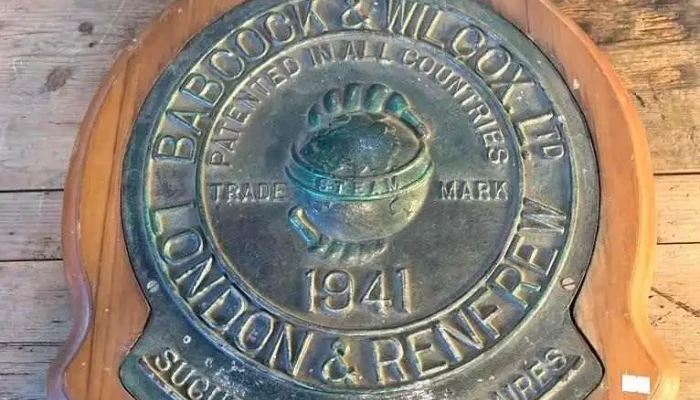 BABCOCK & WILCOX, LTD
PATENTED IN ALL COUNTRIES
TRADE STEAM MARK
1941
LONDON & RENFREW